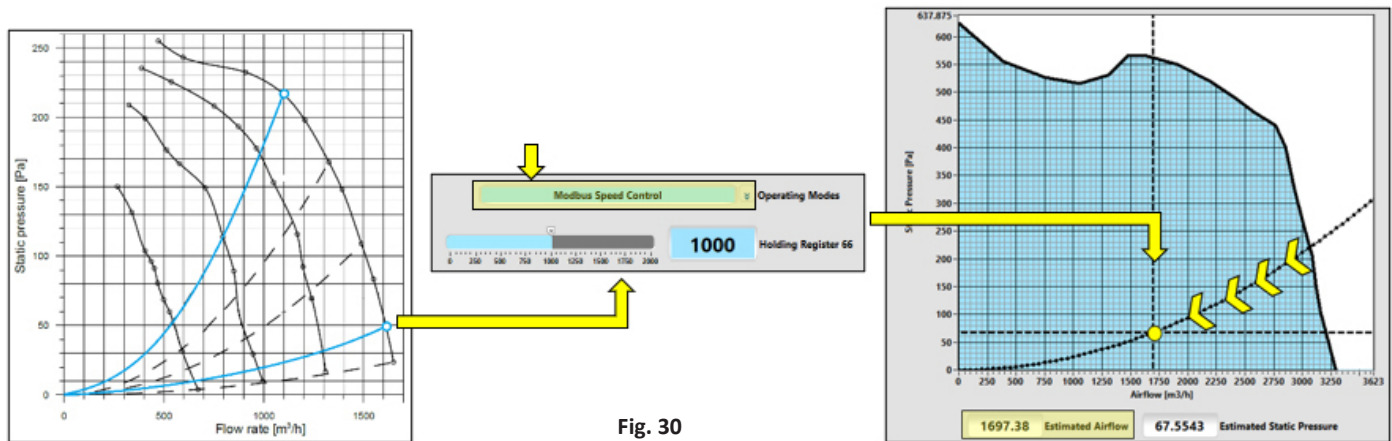 250
200
150
100
50
0
Static pressure [Pa]
0 500 1000 1500
Flow rate [m³/h]
Modbus Speed Control
Operating Modes
0 250 500 750 1000 1250 1500 1750 2000
1000
Holding Register 66
Fig. 30
637.875
600
550
500
450
400
350
300
250
200
150
100
50
0
Pressure [Pa]
0 250 500 750 1000 1250 1500 1750 2000 2250 2500 2750 3000 3250 3623
Airflow [m3/h]
1697.38 Estimated Airflow 67.5543 Estimated Static Pressure